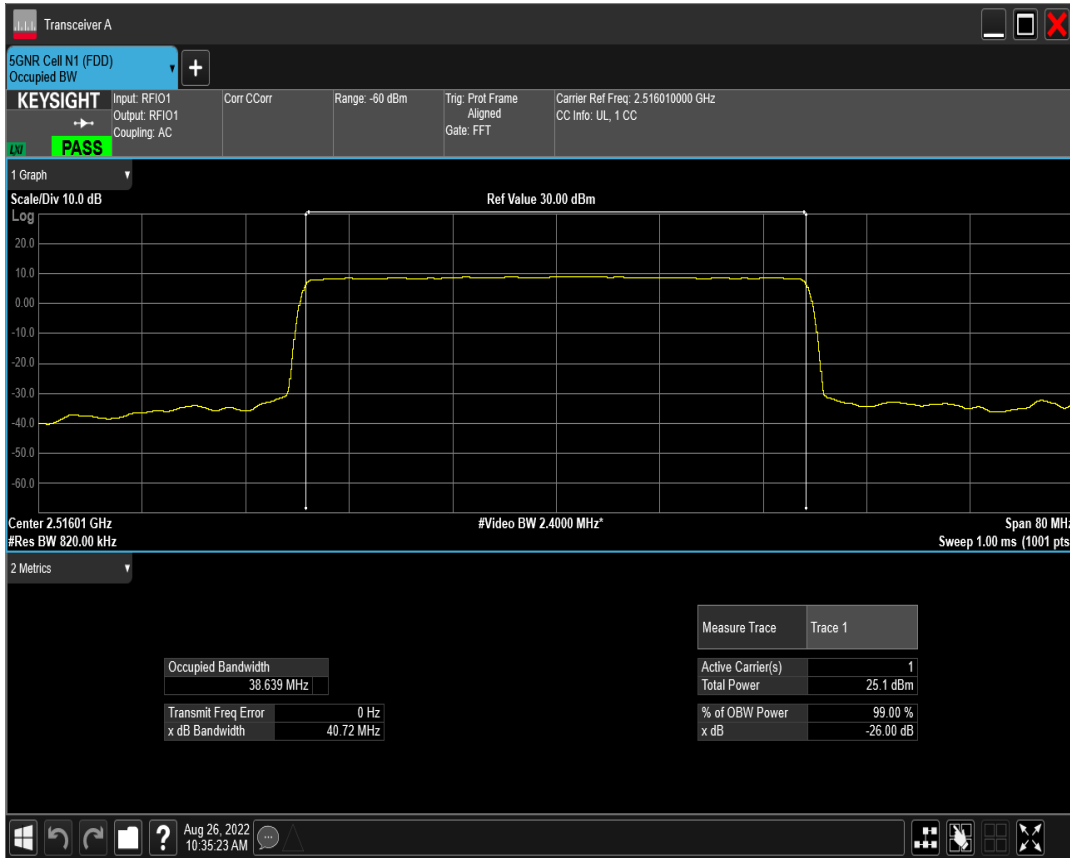 Transceiver A
5GNR Cell N1 (FDD)
Occupied BW
+
KEYSIGHT
LXI
PASS
Input: RFIO1
Output: RFIO1
Coupling: AC
Corr CCorr
Range: -60 dBm
Trig: Prot Frame
Aligned
Gate: FFT
Carrier Ref Freq: 2.516010000 GHz
CC Info: UL, 1 CC
1 Graph
Scale/Div 10.0 dB
Ref Value 30.00 dBm
Log
20.0
10.0
0.00
-10.0
-20.0
-30.0
-40.0
-50.0
-60.0
Center 2.51601 GHz
#Video BW 2.4000 MHz*
Span 80 MHz
#Res BW 820.00 kHz
Sweep 1.00 ms (1001 pts
2 Metrics
Measure Trace Trace 1
Occupied Bandwidth
38.639 MHz
Active Carrier(s) 1
Total Power 25.1 dBm
Transmit Freq Error 0 Hz
x dB Bandwidth 40.72 MHz
% of OBW Power 99.00 %
x dB -26.00 dB
?
Aug 26, 2022
10:35:23 AM